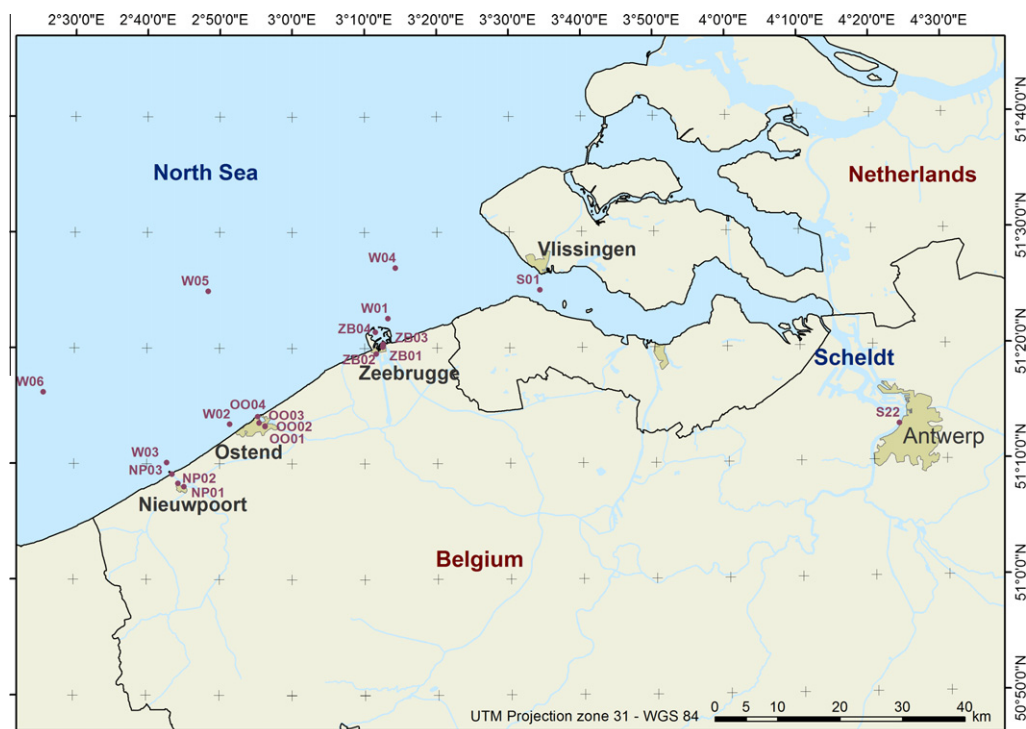 2°30'0"E 2°40'0"E 2°50'0"E 3°0'0"E 3°10'0"E 3°20'0"E 3°30'0"E 3°40'0"E 3°50'0"E 4°0'0"E 4°10'0"E 4°20'0"E 4°30'0"E
51°40'0"N
North Sea
Netherlands
51°30'0"N
Vlissingen
W04
S01
W05
W01
ZB04
ZB03
51°20'0"N
ZB02 ZB01
Zeebrugge
Scheldt
W06
OO04
W02
OO03
OO02
OO01
S22
Antwerp
Ostend
W03
51°10'0"N
NP03
NP02
NP01
Nieuwpoort
Belgium
51°0'0"N
50°50'0"N
UTM Projection zone 31 - WGS 84
0 5 10 20 30 40 km